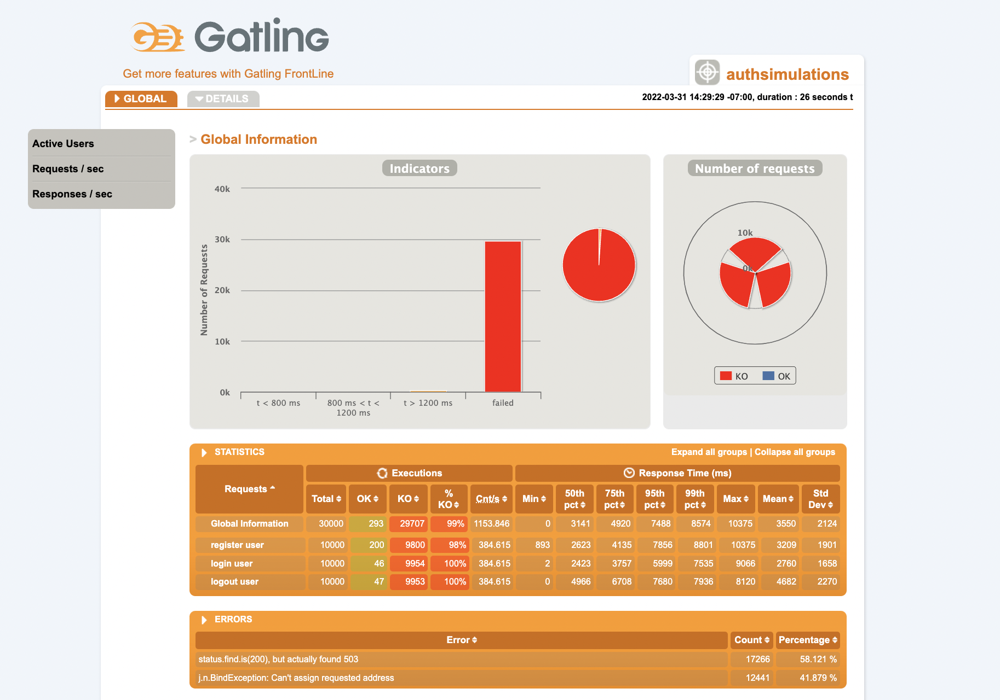 Gatling
Get more features with Gatling FrontLine
authsimulations
GLOBAL DETAILS
2022-03-31 14:29:29 -07:00, duration : 26 seconds t
Active Users
Requests / sec
Responses / sec
> Global Information
Indicators
40k
30k
20k
10k
0k
Number of Requests
t < 800 ms
800 ms < t <
1200 ms
t > 1200 ms
failed
Number of requests
10k
0k
KO OK
STATISTICS Expand all groups | Collapse all groups
Requests Executions Response Time (ms)
Total OK KO % KO Cnt/s Min 50th pct 75th pct 95th pct 99th pct Max Mean Std Dev
Global Information 30000 293 29707 99% 1153.846 0 3141 4920 7488 8574 10375 3550 2124
register user 10000 200 9800 98% 384.615 893 2623 4135 7856 8801 10375 3209 1901
login user 10000 46 9954 100% 384.615 2 2423 3757 5999 7535 9066 2760 1658
logout user 10000 47 9953 100% 384.615 0 4966 6708 7680 7936 8120 4682 2270
ERRORS
Error Count Percentage
status.find.is(200), but actually found 503 17266 58.121 %
j.n.BindException: Can't assign requested address 12441 41.879 %